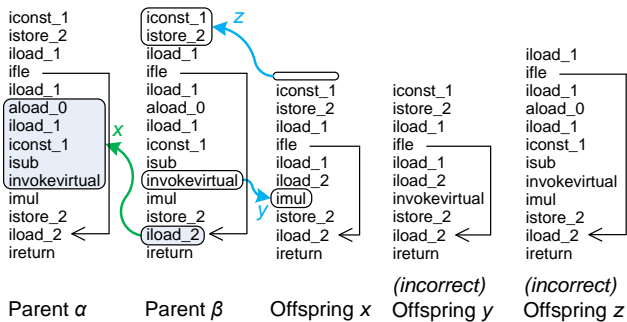 iconst_1
istore_2
iload_1
ifle
iload_1
aload_0
iload_1
iconst_1
isub
invokevirtual
imul
istore_2
iload_2
ireturn
Parent α
x
iconst_1
istore_2
iload_1
ifle
iload_1
aload_0
iload_1
iconst_1
isub
invokevirtual
imul
istore_2
iload_2
ireturn
Parent β
z
y
iconst_1
istore_2
iload_1
ifle
iload_1
iload_2
imul
istore_2
iload_2
ireturn
Offspring x
iconst_1
istore_2
iload_1
ifle
iload_1
iload_2
invokevirtual
istore_2
iload_2
ireturn
(incorrect)
Offspring y
iload_1
ifle
iload_1
aload_0
iload_1
iconst_1
isub
invokevirtual
imul
istore_2
iload_2
ireturn
(incorrect)
Offspring z